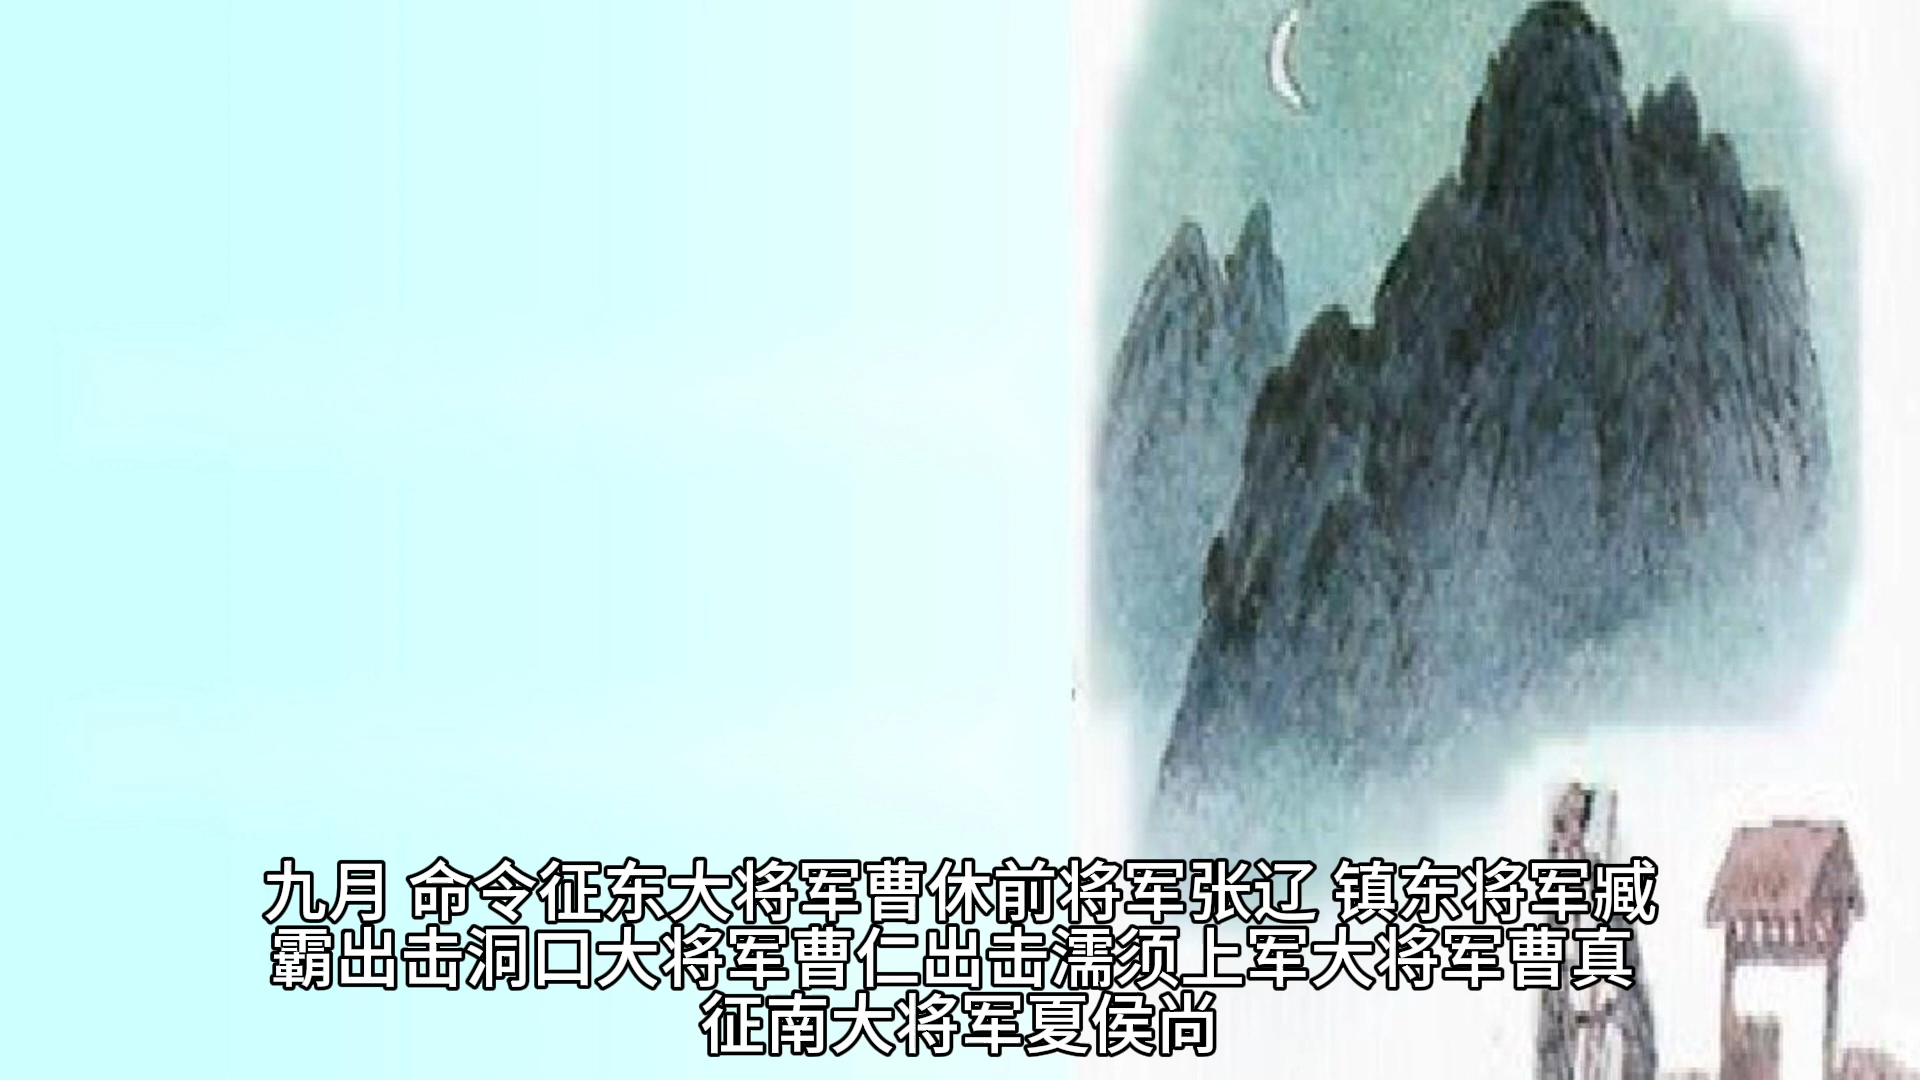 九月 命令征东大将军曹休前将军张辽 镇东将军臧
霸出击洞口大将军曹仁出击濡须上军大将军曹真
征南大将军夏侯尚